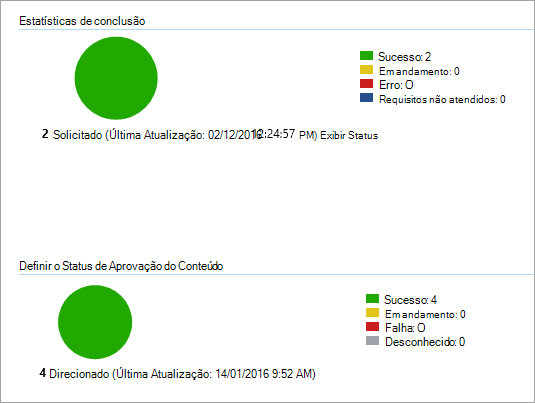 Estatísticas de conclusão
Sucesso: 2
Em andamento: 0
Erro: O
Requisitos não atendidos: 0
2 Solicitado (Última Atualização: 02/12/2016 12:24:57 PM) Exibir Status
Definir o Status de Aprovação do Conteúdo
Sucesso: 4
Em andamento: 0
Falha: O
Desconhecido: 0
4 Direcionado (Última Atualização: 14/01/2016 9:52 AM)